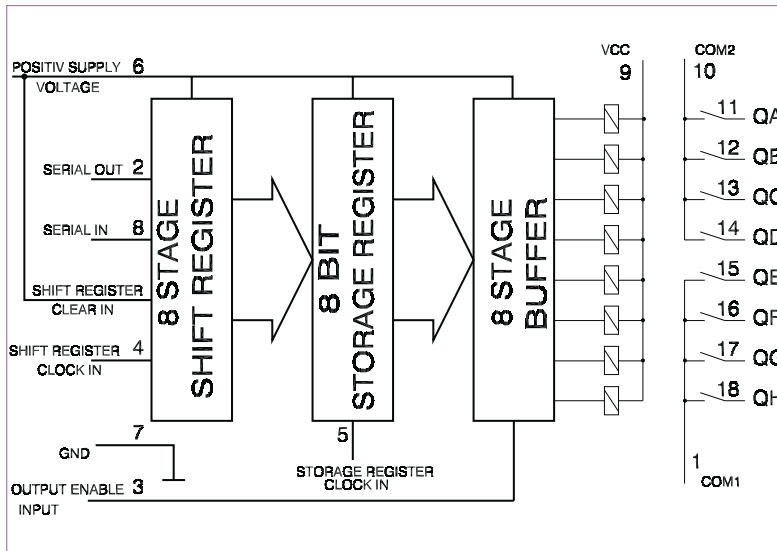 POSITIV SUPPLY 6
VOLTAGE
SERIAL OUT 2
SERIAL IN 8
SHIFT REGISTER
CLEAR IN
SHIFT REGISTER 4
CLOCK IN
GND 7
OUTPUT ENABLE 3
INPUT
8 STAGE
SHIFT REGISTER
8 BIT
STORAGE REGISTER
5
STORAGE REGISTER
CLOCK IN
8 STAGE
BUFFER
VCC
9
COM2
10
11 QA
12 QB
13
14 QD
15 QE
16
17
18 QH
1
COM1